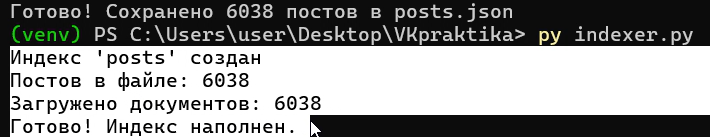 Готово! Сохранено 6038 постов в posts.json
(venv) PS C:\Users\user\Desktop\VKpraktika> py indexer.py
Индекс 'posts' создан
Постов в файле: 6038
Загружено документов: 6038
Готово! Индекс наполнен.